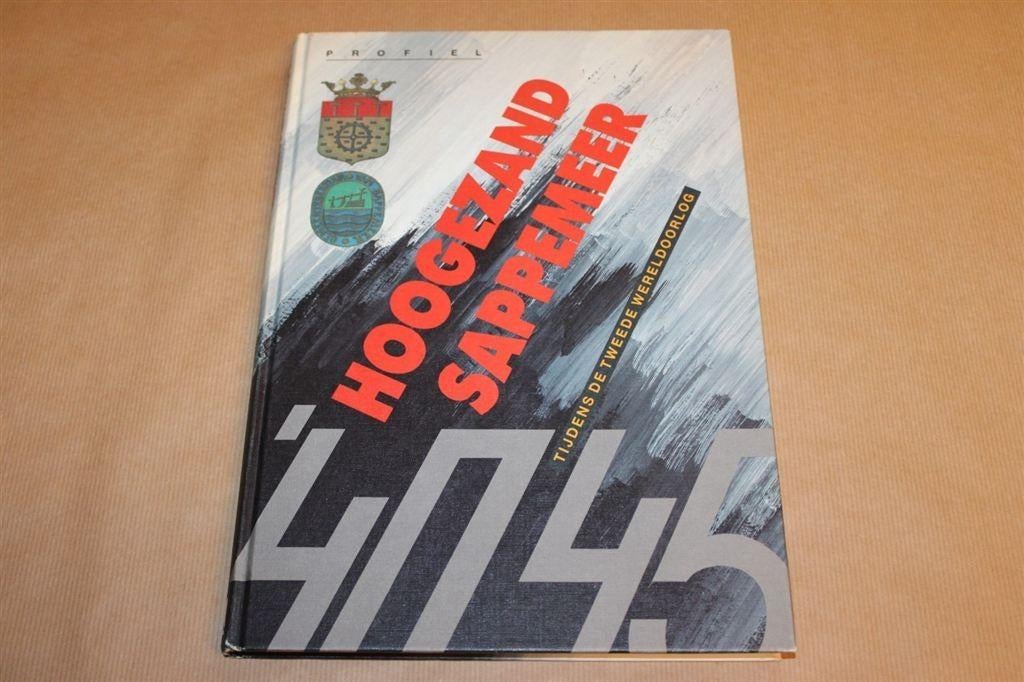 PROFIEL
HOOGEZAND
SAPPEMEER
TIJDENS DE TWEEDE WERELDOORLOG
'40 45